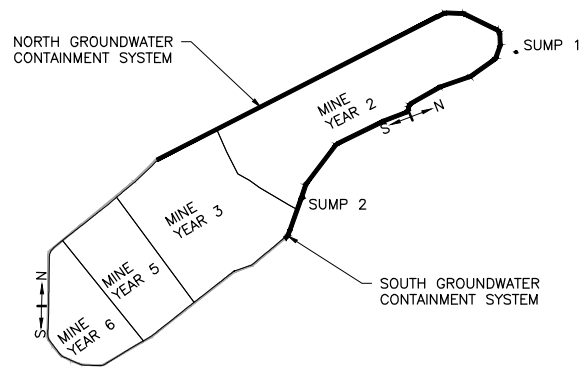 NORTH GROUNDWATER
CONTAINMENT SYSTEM
SUMP 1
MINE
YEAR 2
S N
SUMP 2
MINE
YEAR 3
MINE
YEAR 5
N
S
MINE
YEAR 6
SOUTH GROUNDWATER
CONTAINMENT SYSTEM